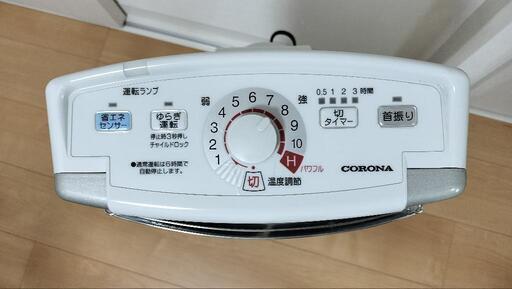 運転ランプ
省エネ
センサー
ゆらぎ
運転
停止時3秒押し
チャイルドロック
●通常運転は6時間で
自動停止します。
弱
強
1
2
3
4
5
6
7
8
9
10
H
パワフル
切
温度調節
0.5 1 2 3 時間
切
タイマー
首振り
CORONA